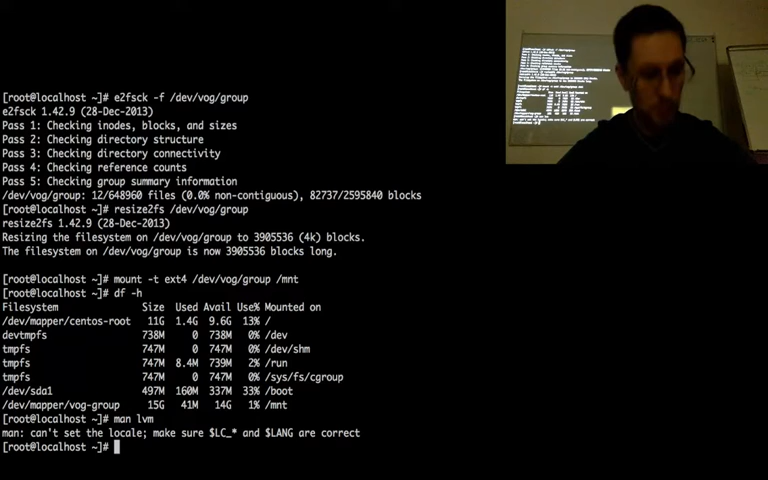 [root@localhost ~]# e2fsck -f /dev/vog/group
e2fsck 1.42.9 (28-Dec-2013)
Pass 1: Checking inodes, blocks, and sizes
Pass 2: Checking directory structure
Pass 3: Checking directory connectivity
Pass 4: Checking reference counts
Pass 5: Checking group summary information
/dev/vog/group: 12/648960 files (0.0% non-contiguous), 82737/2595840 blocks
[root@localhost ~]# resize2fs /dev/vog/group
resize2fs 1.42.9 (28-Dec-2013)
Resizing the filesystem on /dev/vog/group to 3905536 (4k) blocks.
The filesystem on /dev/vog/group is now 3905536 blocks long.
[root@localhost ~]# mount -t ext4 /dev/vog/group /mnt
[root@localhost ~]# df -h
Filesystem Size Used Avail Use% Mounted on
/dev/mapper/centos-root 11G 1.4G 9.6G 13% /
devtmpfs 738M 0 738M 0% /dev
tmpfs 747M 0 747M 0% /dev/shm
tmpfs 747M 8.4M 739M 2% /run
tmpfs 747M 0 747M 0% /sys/fs/cgroup
/dev/sda1 497M 160M 337M 33% /boot
/dev/mapper/vog-group 15G 41M 14G 1% /mnt
[root@localhost ~]# man lvm
man: can't set the locale; make sure $LC_* and $LANG are correct
[root@localhost ~]#